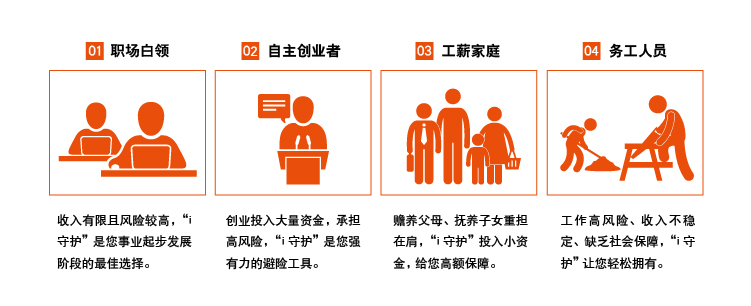 01 职场白领
02 自主创业者
03 工薪家庭
04 务工人员
收入有限且风险较高，“i
守护”是您事业起步发展
阶段的最佳选择。
创业投入大量资金，承担
高风险，“i 守护”是您强
有力的避险工具。
赡养父母、抚养子女重担
在肩，“i 守护”投入小资
金，给您高额保障。
工作高风险、收入不稳
定、缺乏社会保障，“i 守
护”让您轻松拥有。